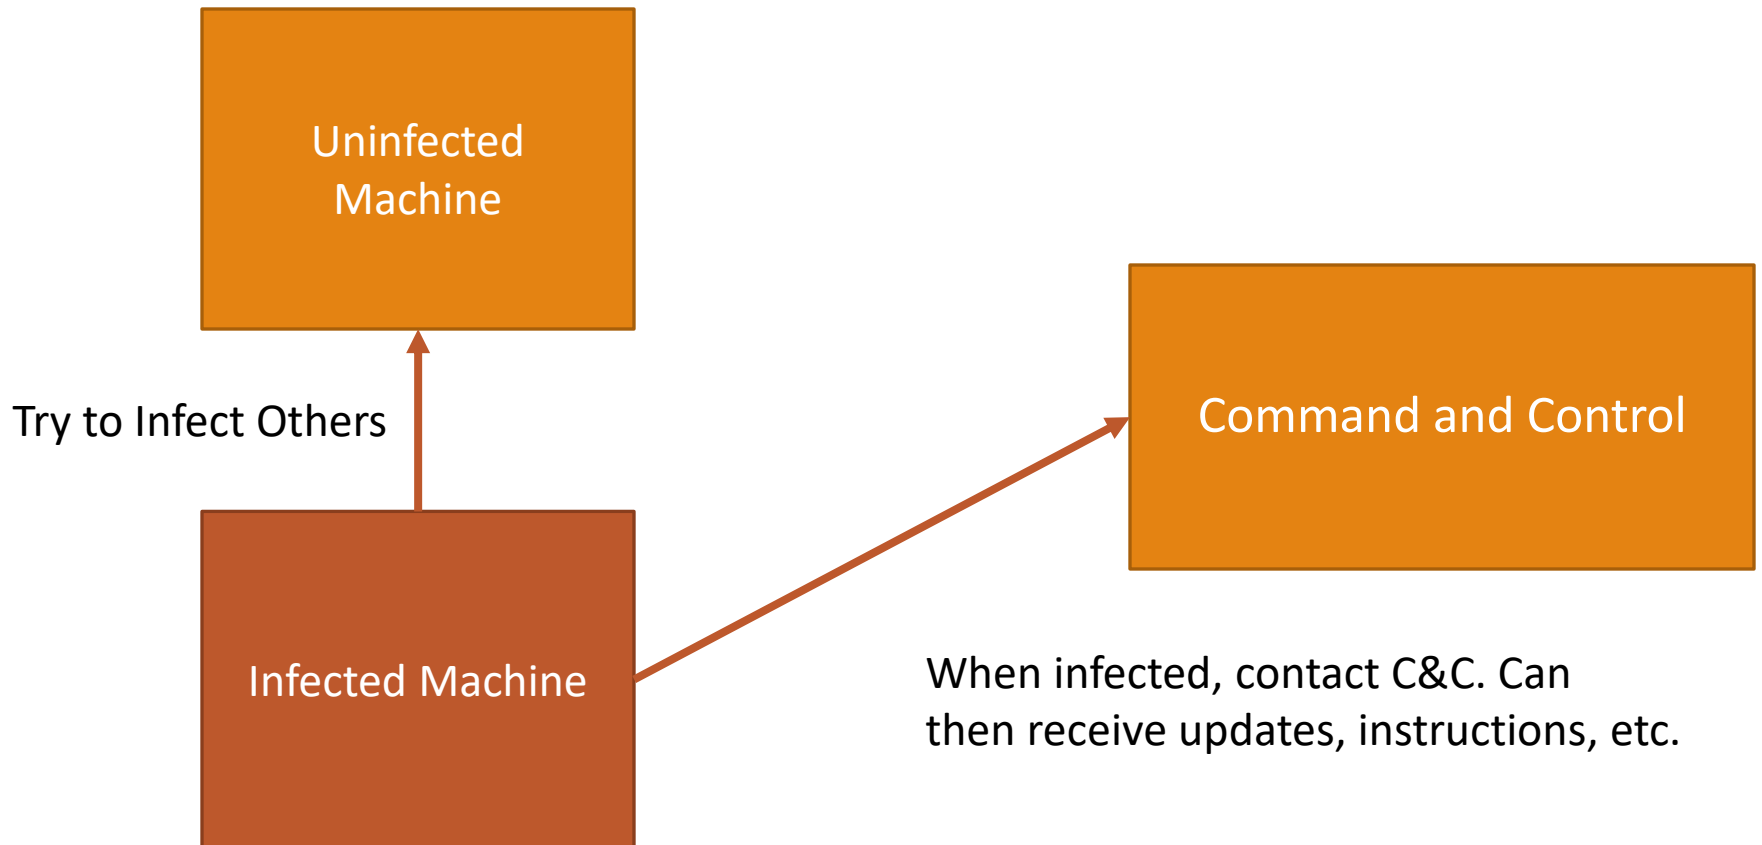 Uninfected
Machine
Try to Infect Others
Command and Control
Infected Machine
When infected, contact C&C. Can
then receive updates, instructions, etc.